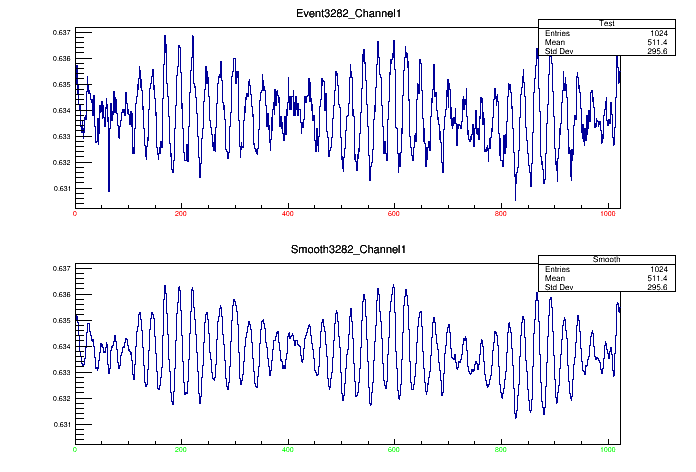 Event3282_Channel1
Test
Entries 1024
Mean 511.4
Std Dev 295.6
0.637
0.636
0.635
0.634
0.633
0.632
0.631
0 200 400 600 800 1000
Smooth3282_Channel1
Smooth
Entries 1024
Mean 511.4
Std Dev 295.6
0.637
0.636
0.635
0.634
0.633
0.632
0.631
0 200 400 600 800 1000